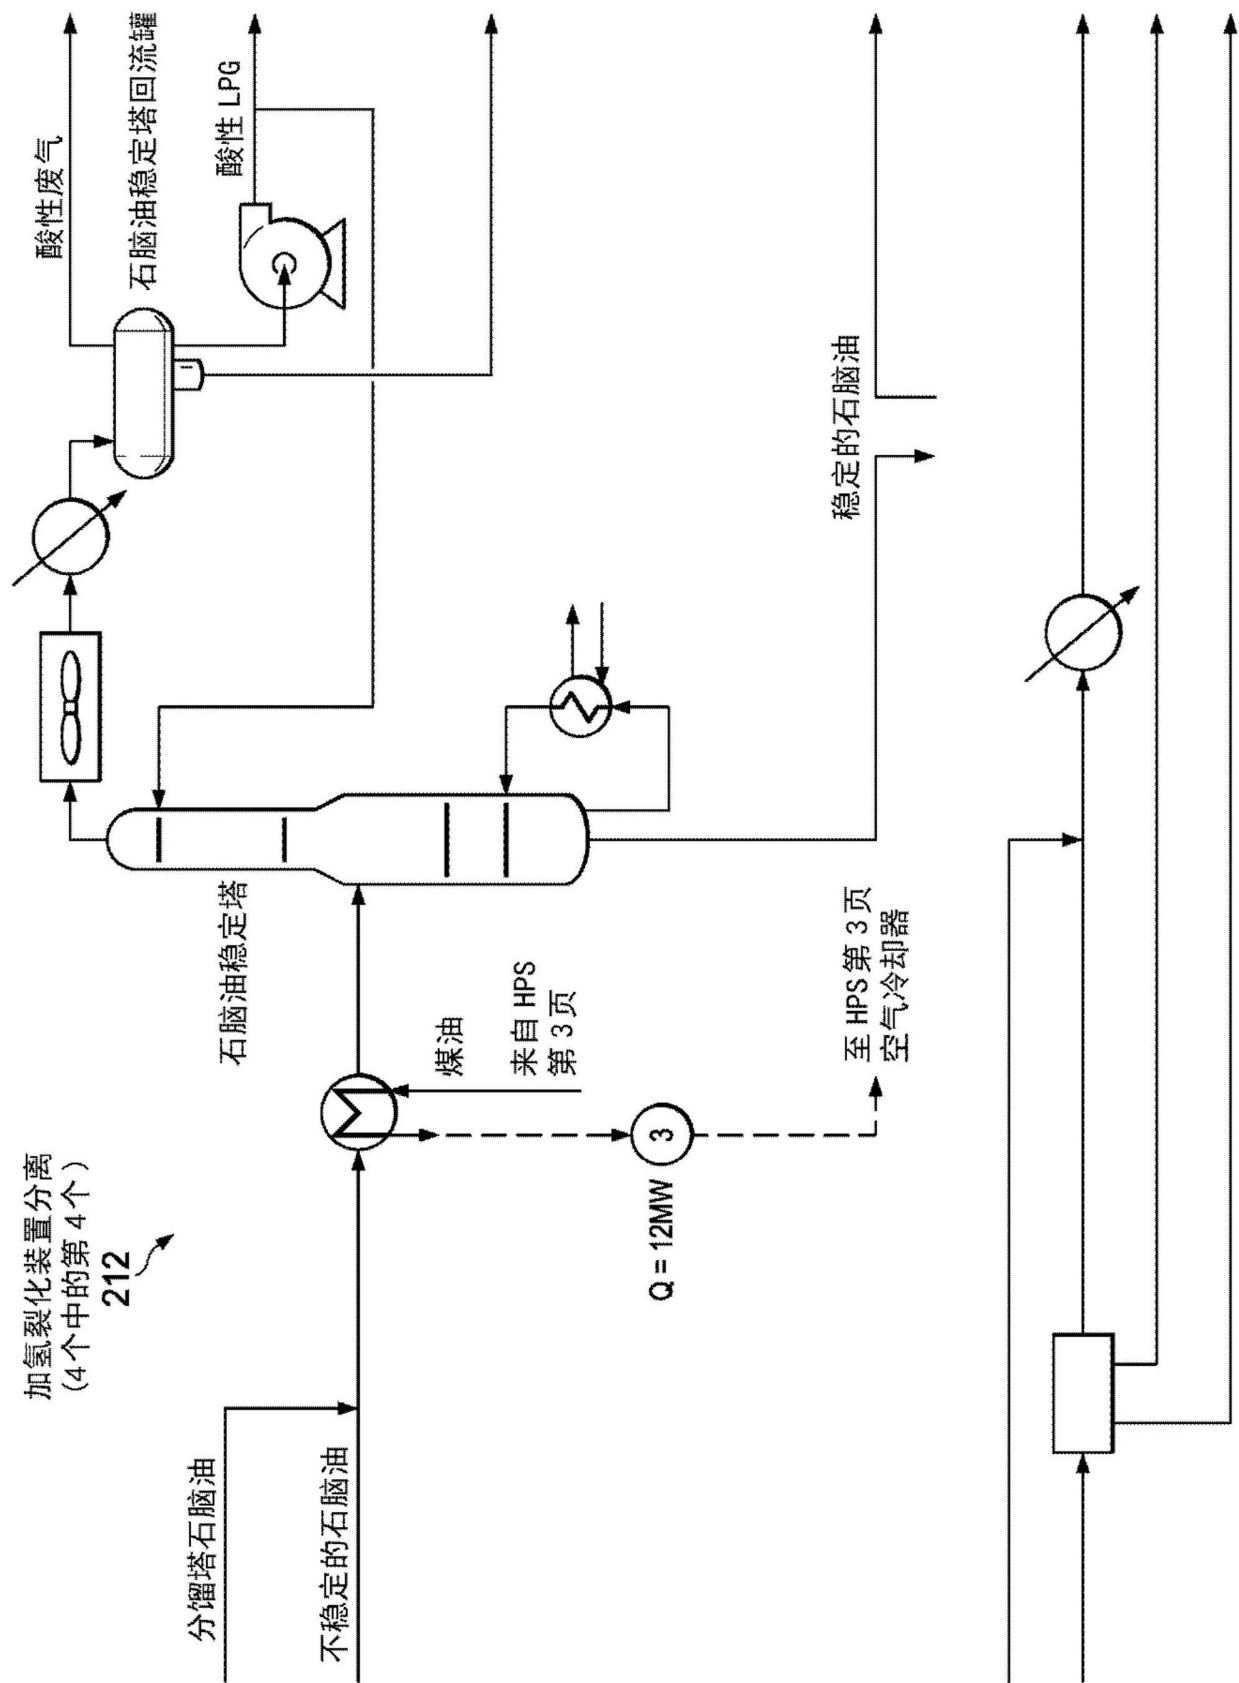 加氢裂化装置分离
(4个中的第4个)
212
分馏塔石脑油
不稳定的石脑油
石脑油稳定塔
煤油
来自 HPS
第3页
3
Q = 12MW
至 HPS 第3页
空气冷却器
酸性废气
石脑油稳定塔回流罐
酸性 LPG
稳定的石脑油